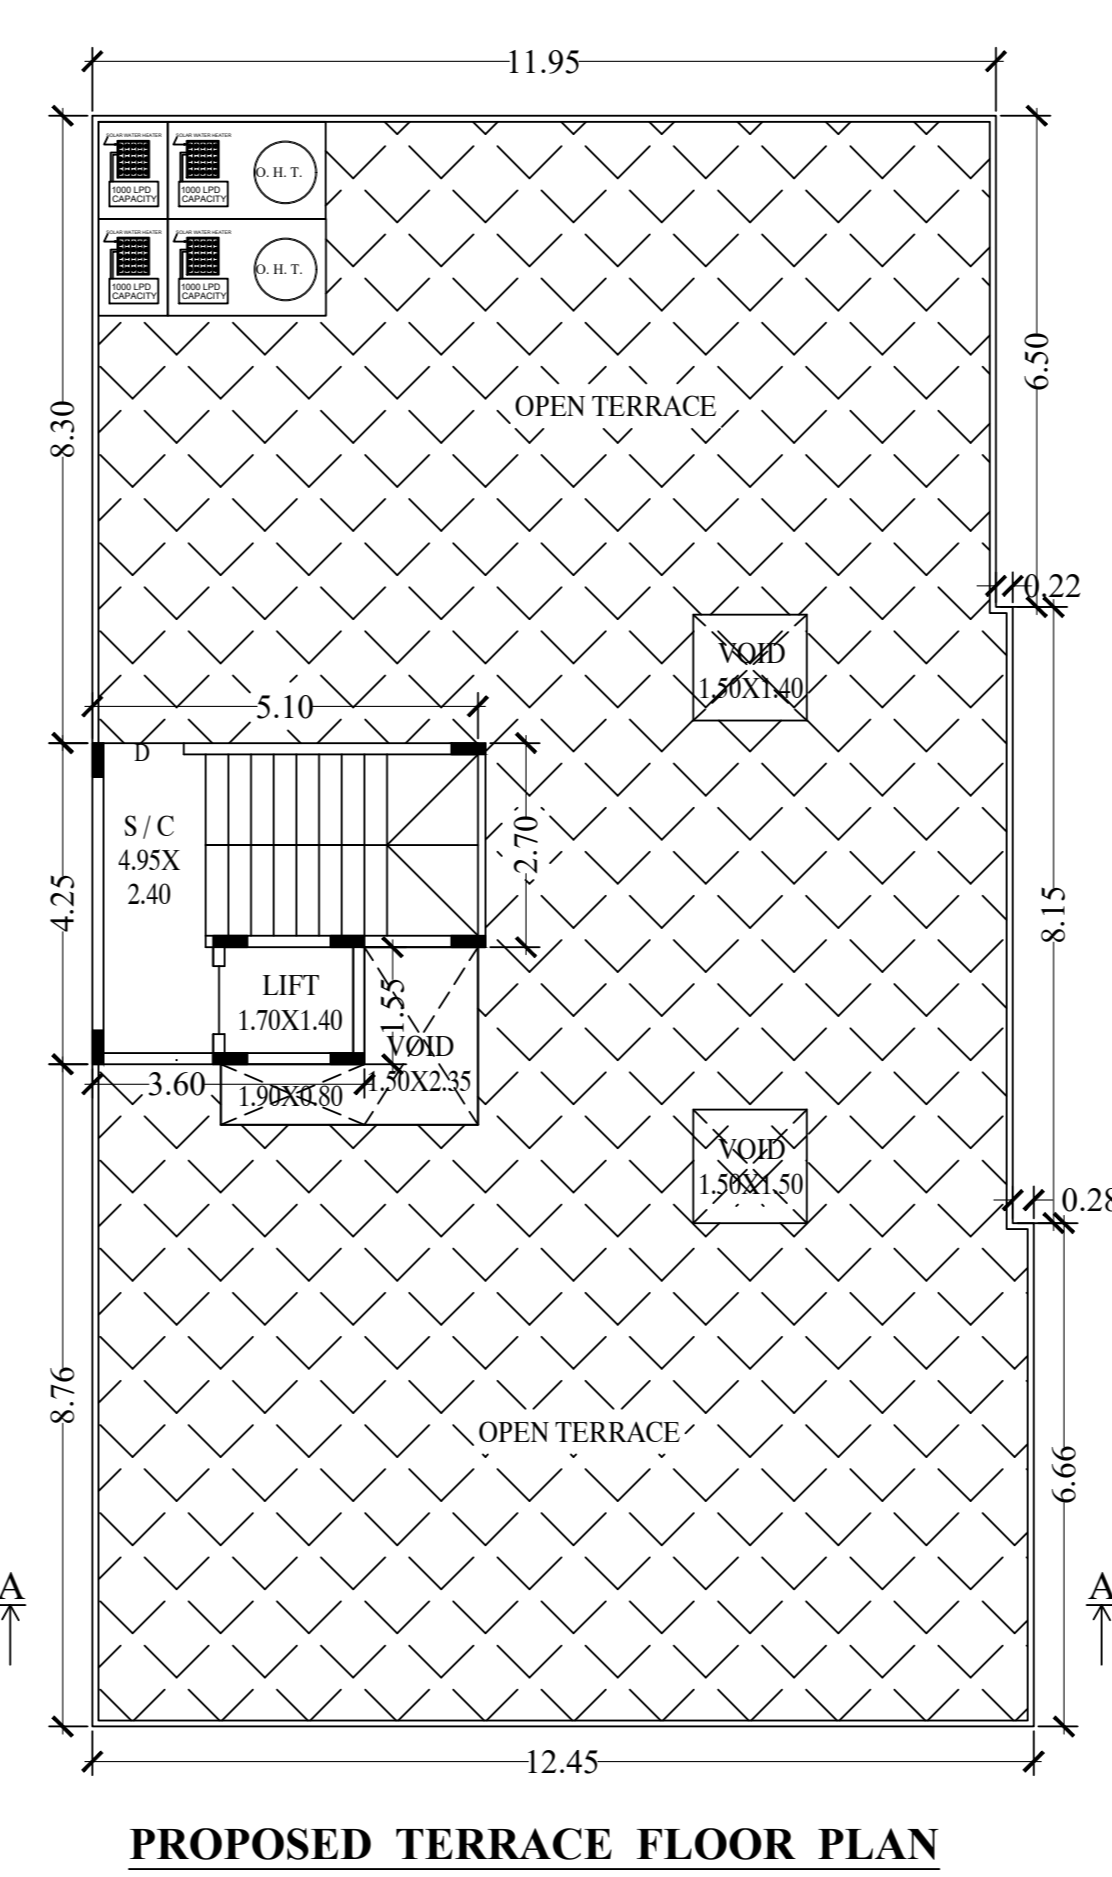 11.95
SOLAR WATER HEATER
SOLAR WATER HEATER
1000 LPD
CAPACITY
1000 LPD
CAPACITY
O. H. T.
SOLAR WATER HEATER
SOLAR WATER HEATER
1000 LPD
CAPACITY
1000 LPD
CAPACITY
O. H. T.
6.50
8.30
OPEN TERRACE
0.22
VOID
1.50X1.40
5.10
D
S / C
4.95X
2.40
2.70
4.25
8.15
LIFT
1.70X1.40
1.55
VOID
1.50X2.35
3.60
1.90X0.80
VOID
1.50X1.50
0.28
8.76
OPEN TERRACE
6.66
A
A
12.45
PROPOSED TERRACE FLOOR PLAN